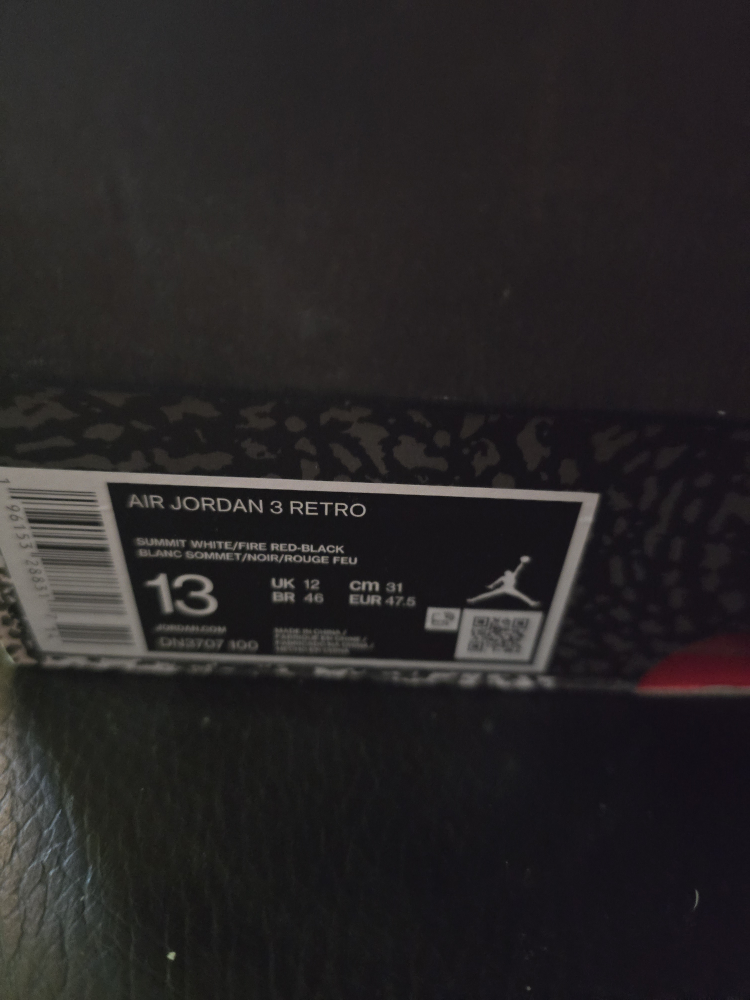 AIR JORDAN 3 RETRO
SUMMIT WHITE/FIRE RED-BLACK
BLANC SOMMET/NOIR/ROUGE FEU
13
UK 12 cm 31
BR 46 EUR 47.5
JORDAN.COM
DN3707 100
MADE IN CHINA /